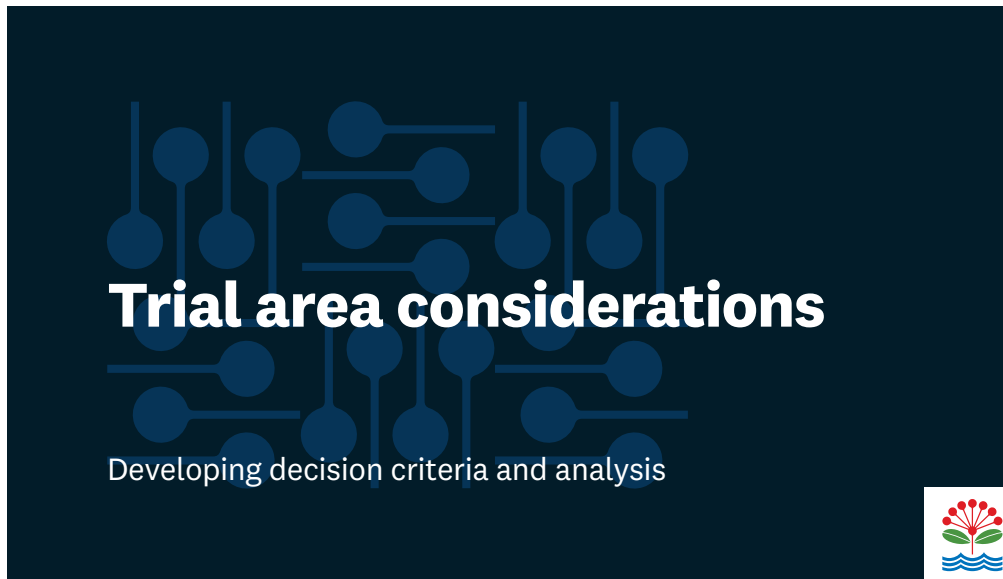 Trial area considerations
Developing decision criteria and analysis